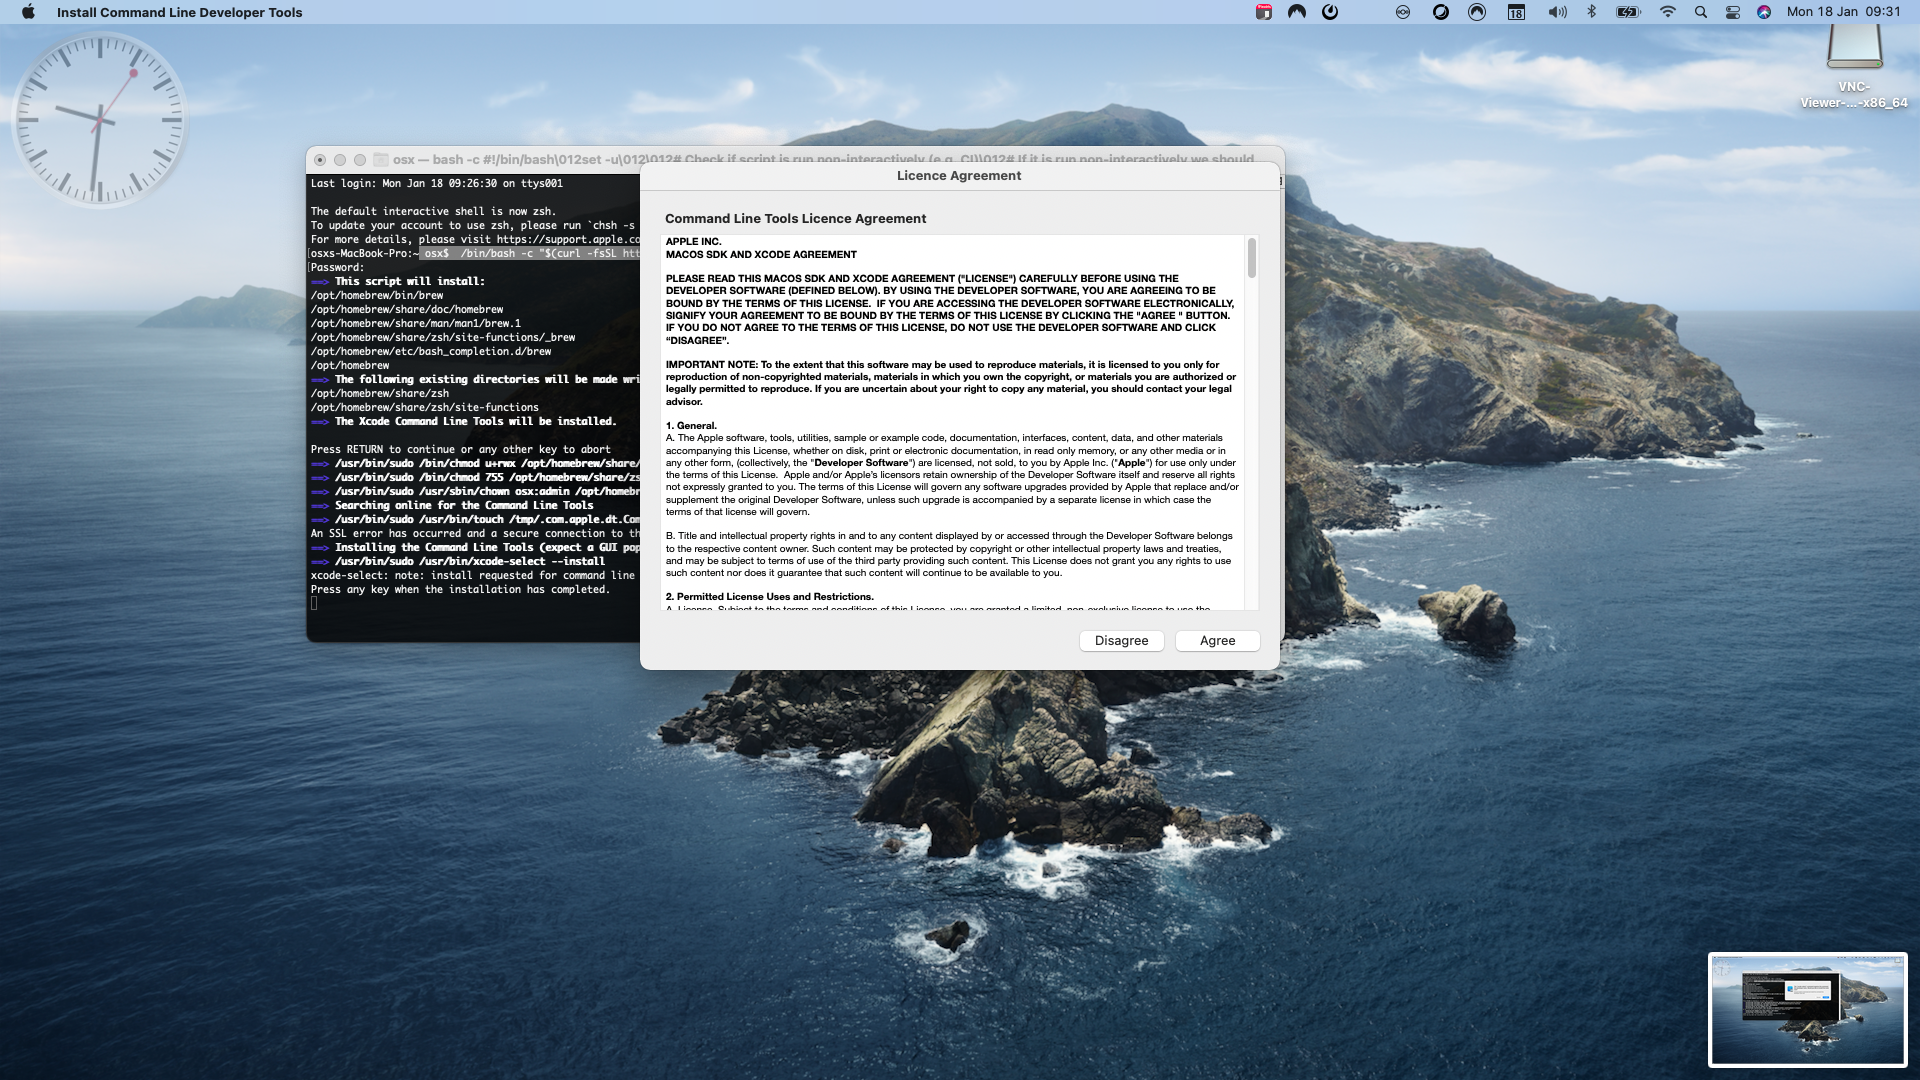 Install Command Line Developer Tools
18
Mon 18 Jan 09:31
VNC-
Viewer-...-x86_64
osx — bash -c #!/bin/bash\012set -u\012\012# Check if script is run non-interactively (e.g. CI)\012# If it is run non-interactively we should
Last login: Mon Jan 18 09:26:30 on ttys001
The default interactive shell is now zsh.
To update your account to use zsh, please run `chsh -s
For more details, please visit https://support.apple.co
osxs-MacBook-Pro:~ osx$ /bin/bash -c "$(curl -fsSL htt
Password:
==> This script will install:
/opt/homebrew/bin/brew
/opt/homebrew/share/doc/homebrew
/opt/homebrew/share/man/man1/brew.1
/opt/homebrew/share/zsh/site-functions/_brew
/opt/homebrew/etc/bash_completion.d/brew
/opt/homebrew
==> The following existing directories will be made wri
/opt/homebrew/share/zsh
/opt/homebrew/share/zsh/site-functions
==> The Xcode Command Line Tools will be installed.
Press RETURN to continue or any other key to abort
==> /usr/bin/sudo /bin/chmod u+rwx /opt/homebrew/share/
==> /usr/bin/sudo /bin/chmod 755 /opt/homebrew/share/zs
==> /usr/bin/sudo /usr/sbin/chown osx:admin /opt/homebr
==> Searching online for the Command Line Tools
==> /usr/bin/sudo /usr/bin/touch /tmp/.com.apple.dt.Com
An SSL error has occurred and a secure connection to th
==> Installing the Command Line Tools (expect a GUI pop
==> /usr/bin/sudo /usr/bin/xcode-select --install
xcode-select: note: install requested for command line
Press any key when the installation has completed.
Licence Agreement
Command Line Tools Licence Agreement
APPLE INC.
MACOS SDK AND XCODE AGREEMENT
PLEASE READ THIS MACOS SDK AND XCODE AGREEMENT ("LICENSE") CAREFULLY BEFORE USING THE
DEVELOPER SOFTWARE (DEFINED BELOW). BY USING THE DEVELOPER SOFTWARE, YOU ARE AGREEING TO BE
BOUND BY THE TERMS OF THIS LICENSE. IF YOU ARE ACCESSING THE DEVELOPER SOFTWARE ELECTRONICALLY,
SIGNIFY YOUR AGREEMENT TO BE BOUND BY THE TERMS OF THIS LICENSE BY CLICKING THE "AGREE " BUTTON.
IF YOU DO NOT AGREE TO THE TERMS OF THIS LICENSE, DO NOT USE THE DEVELOPER SOFTWARE AND CLICK
“DISAGREE”.
IMPORTANT NOTE: To the extent that this software may be used to reproduce materials, it is licensed to you only for
reproduction of non-copyrighted materials, materials in which you own the copyright, or materials you are authorized or
legally permitted to reproduce. If you are uncertain about your right to copy any material, you should contact your legal
advisor.
1. General.
A. The Apple software, tools, utilities, sample or example code, documentation, interfaces, content, data, and other materials
accompanying this License, whether on disk, print or electronic documentation, in read only memory, or any other media or in
any other form, (collectively, the "Developer Software") are licensed, not sold, to you by Apple Inc. ("Apple") for use only under
the terms of this License. Apple and/or Apple's licensors retain ownership of the Developer Software itself and reserve all rights
not expressly granted to you. The terms of this License will govern any software upgrades provided by Apple that replace and/or
supplement the original Developer Software, unless such upgrade is accompanied by a separate license in which case the
terms of that license will govern.
B. Title and intellectual property rights in and to any content displayed by or accessed through the Developer Software belongs
to the respective content owner. Such content may be protected by copyright or other intellectual property laws and treaties,
and may be subject to terms of use of the third party providing such content. This License does not grant you any rights to use
such content nor does it guarantee that such content will continue to be available to you.
2. Permitted License Uses and Restrictions.
A. License. Subject to the terms and conditions of this License, you are granted a limited, non-exclusive license to use the
Disagree
Agree